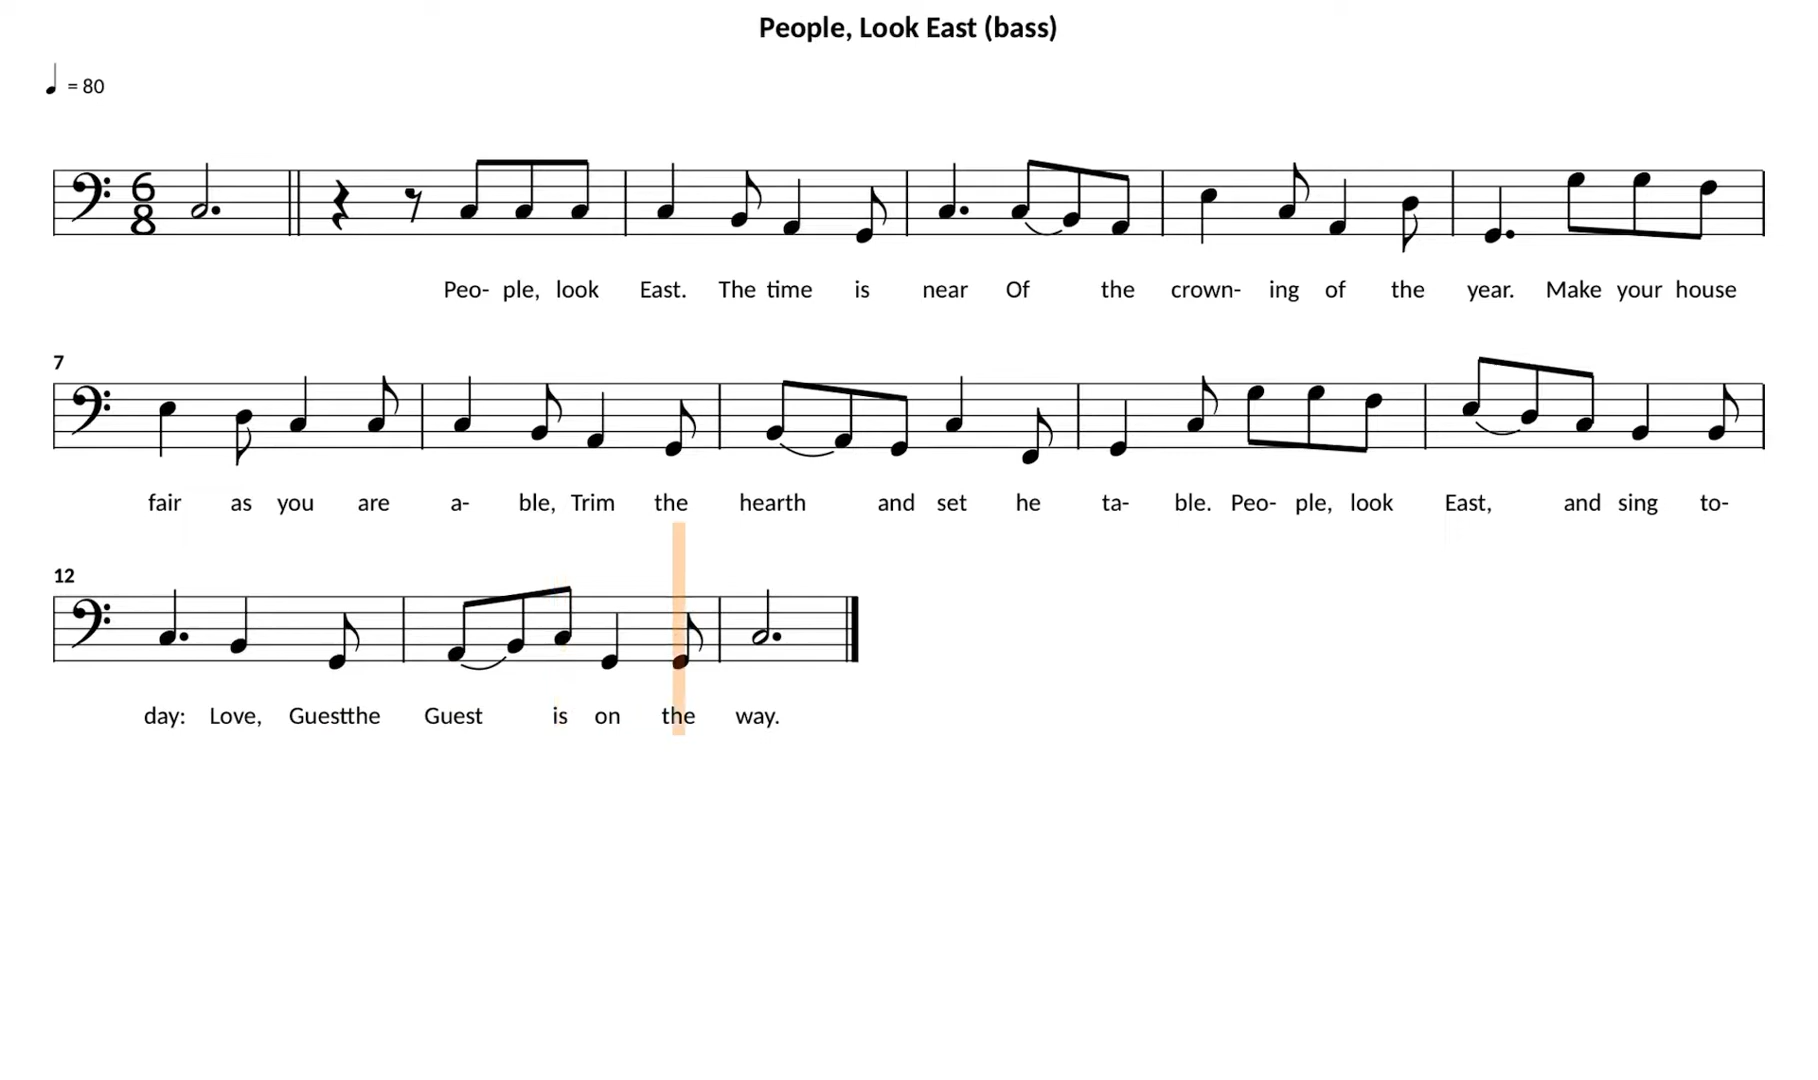 People, Look East (bass)
= 80
6
8
Peo- ple, look East. The time is near Of the crown- ing of the year. Make your house
7
fair as you are a- ble, Trim the hearth and set he ta- ble. Peo- ple, look East, and sing to-
12
day: Love, Guestthe Guest is on the way.